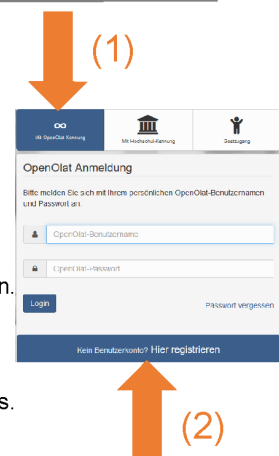 (1)
Mit OpenOlat Kennung
Mit Hochschul-Kennung
Gastzugang
OpenOlat Anmeldung
Bitte melden Sie sich mit Ihrem persönlichen OpenOlat-Benutzernamen
und Passwort an.
OpenOlat-Benutzername
n.
OpenOlat-Passwort
Login
Passwort vergessen
Kein Benutzerkonto? Hier registrieren
s.
(2)